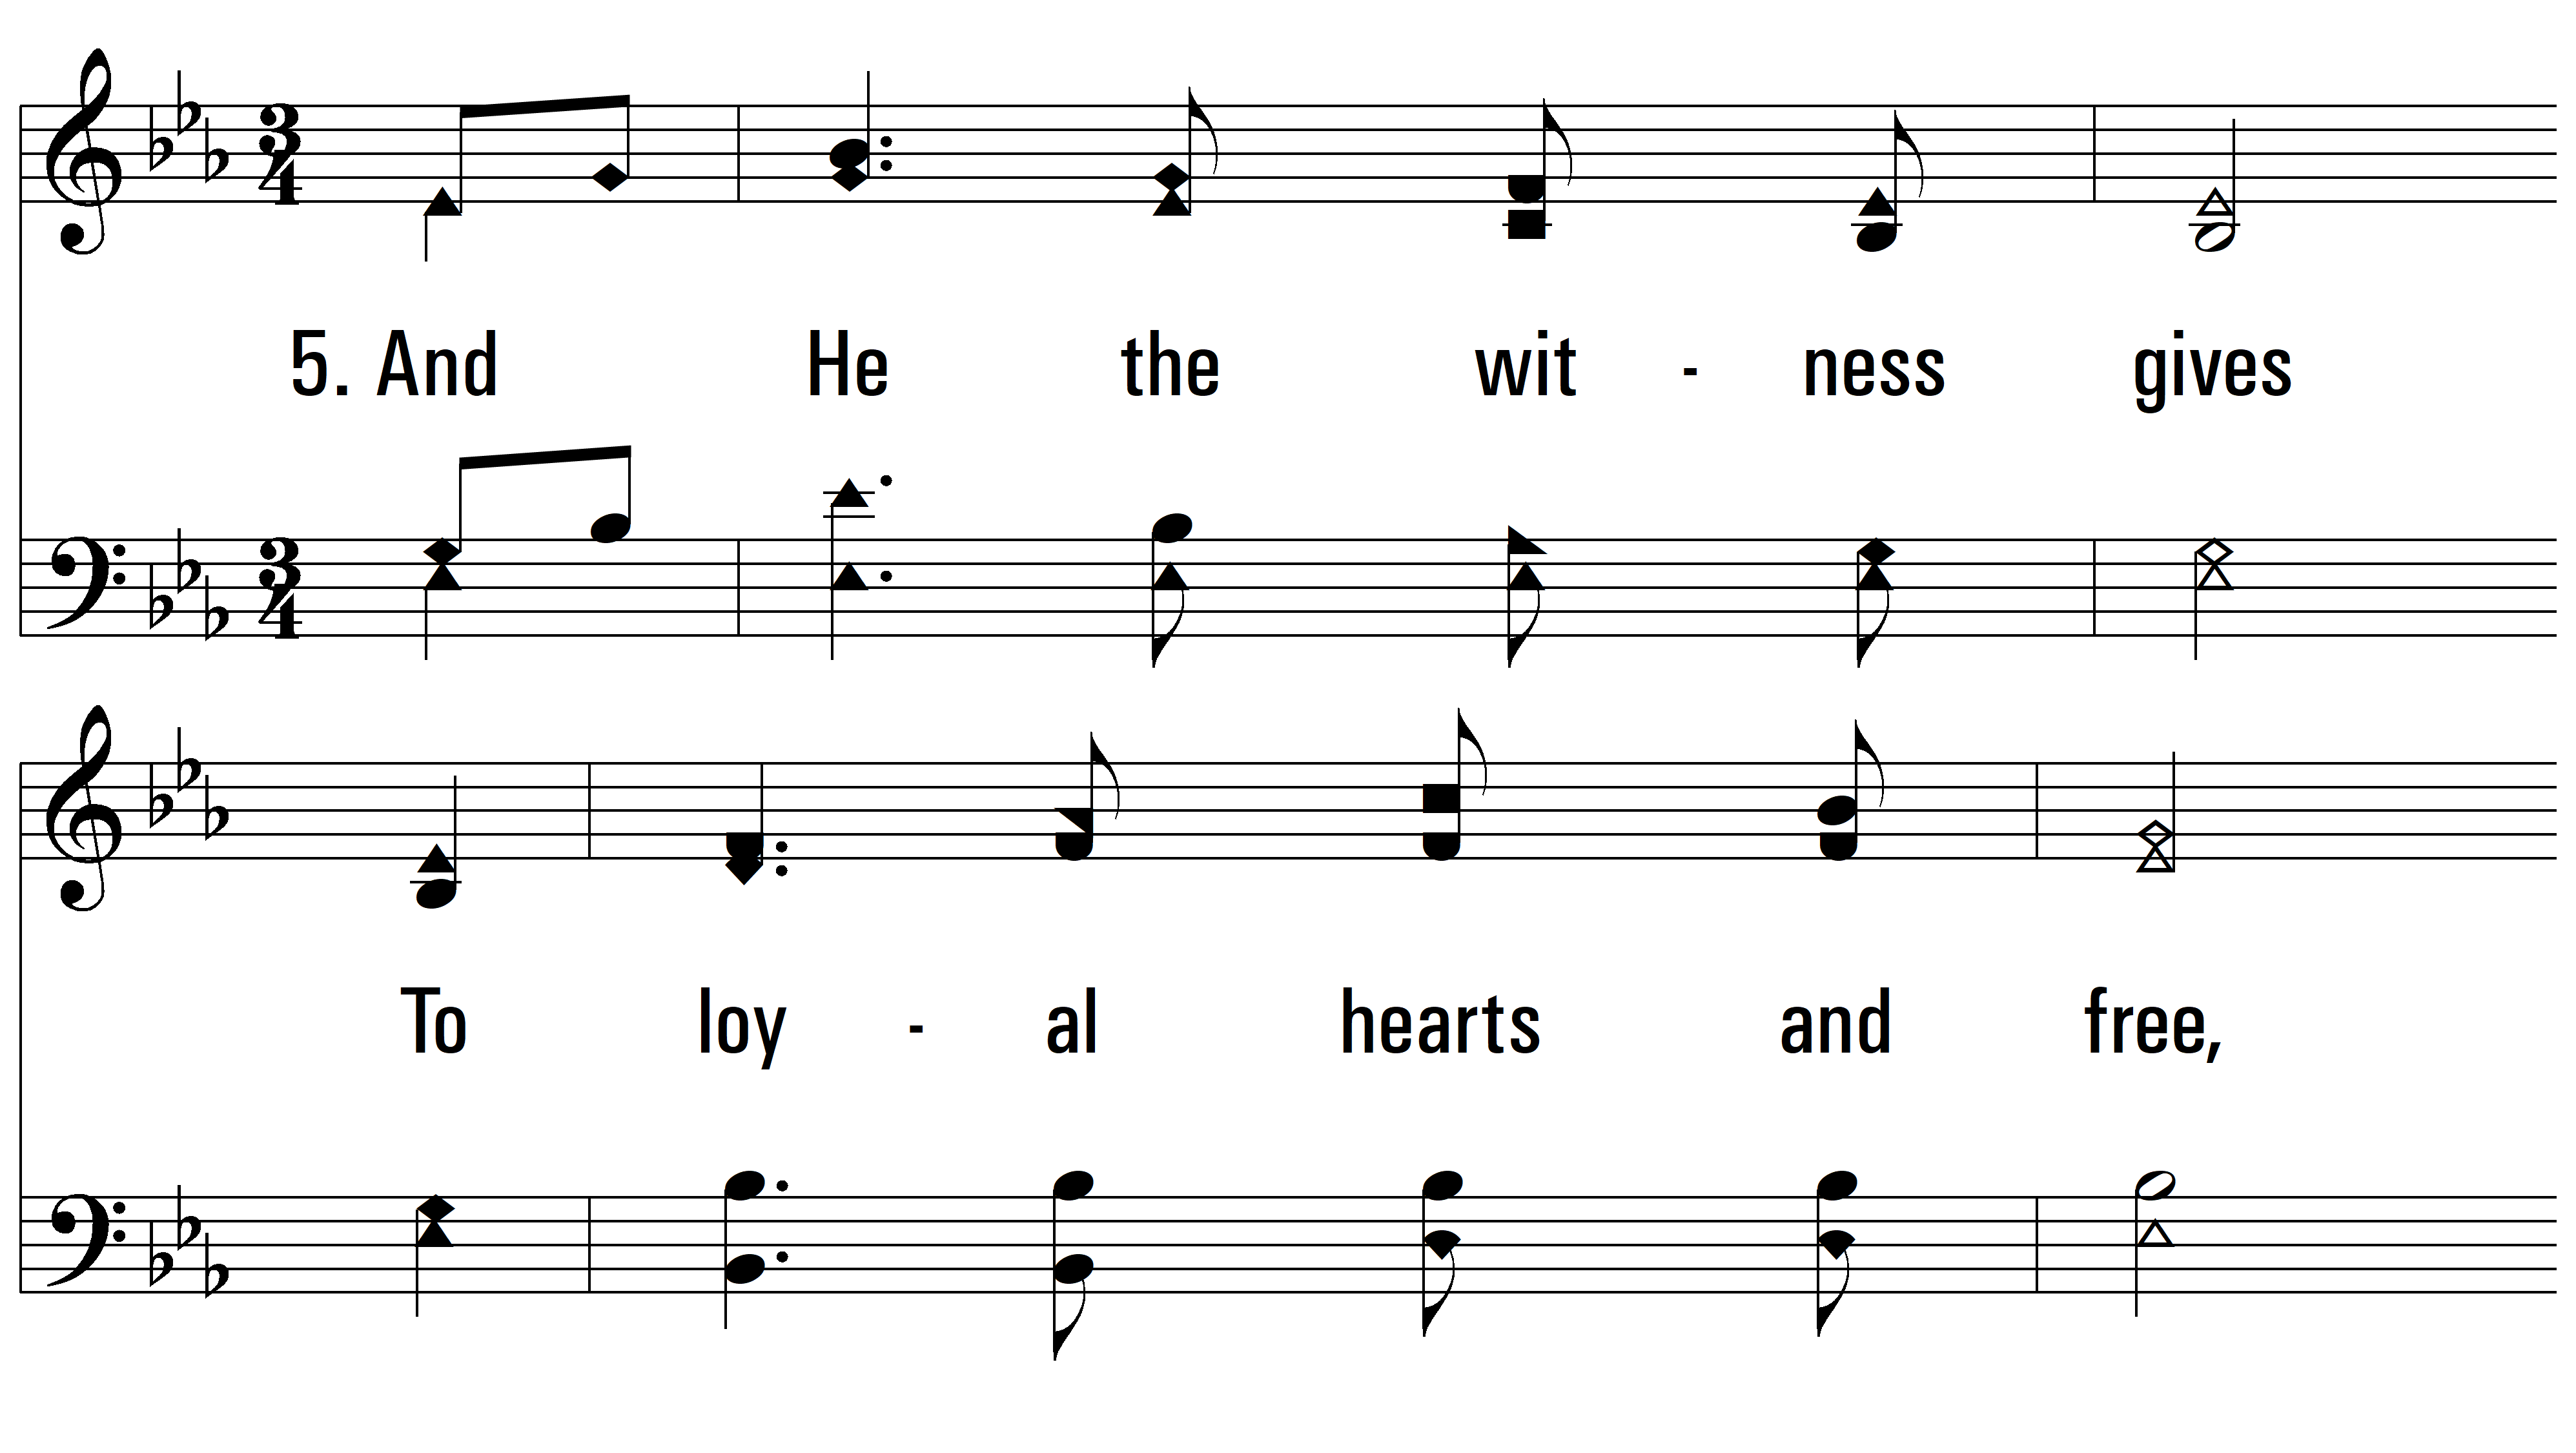 5. And He the wit - ness gives
To loy - al hearts and free,